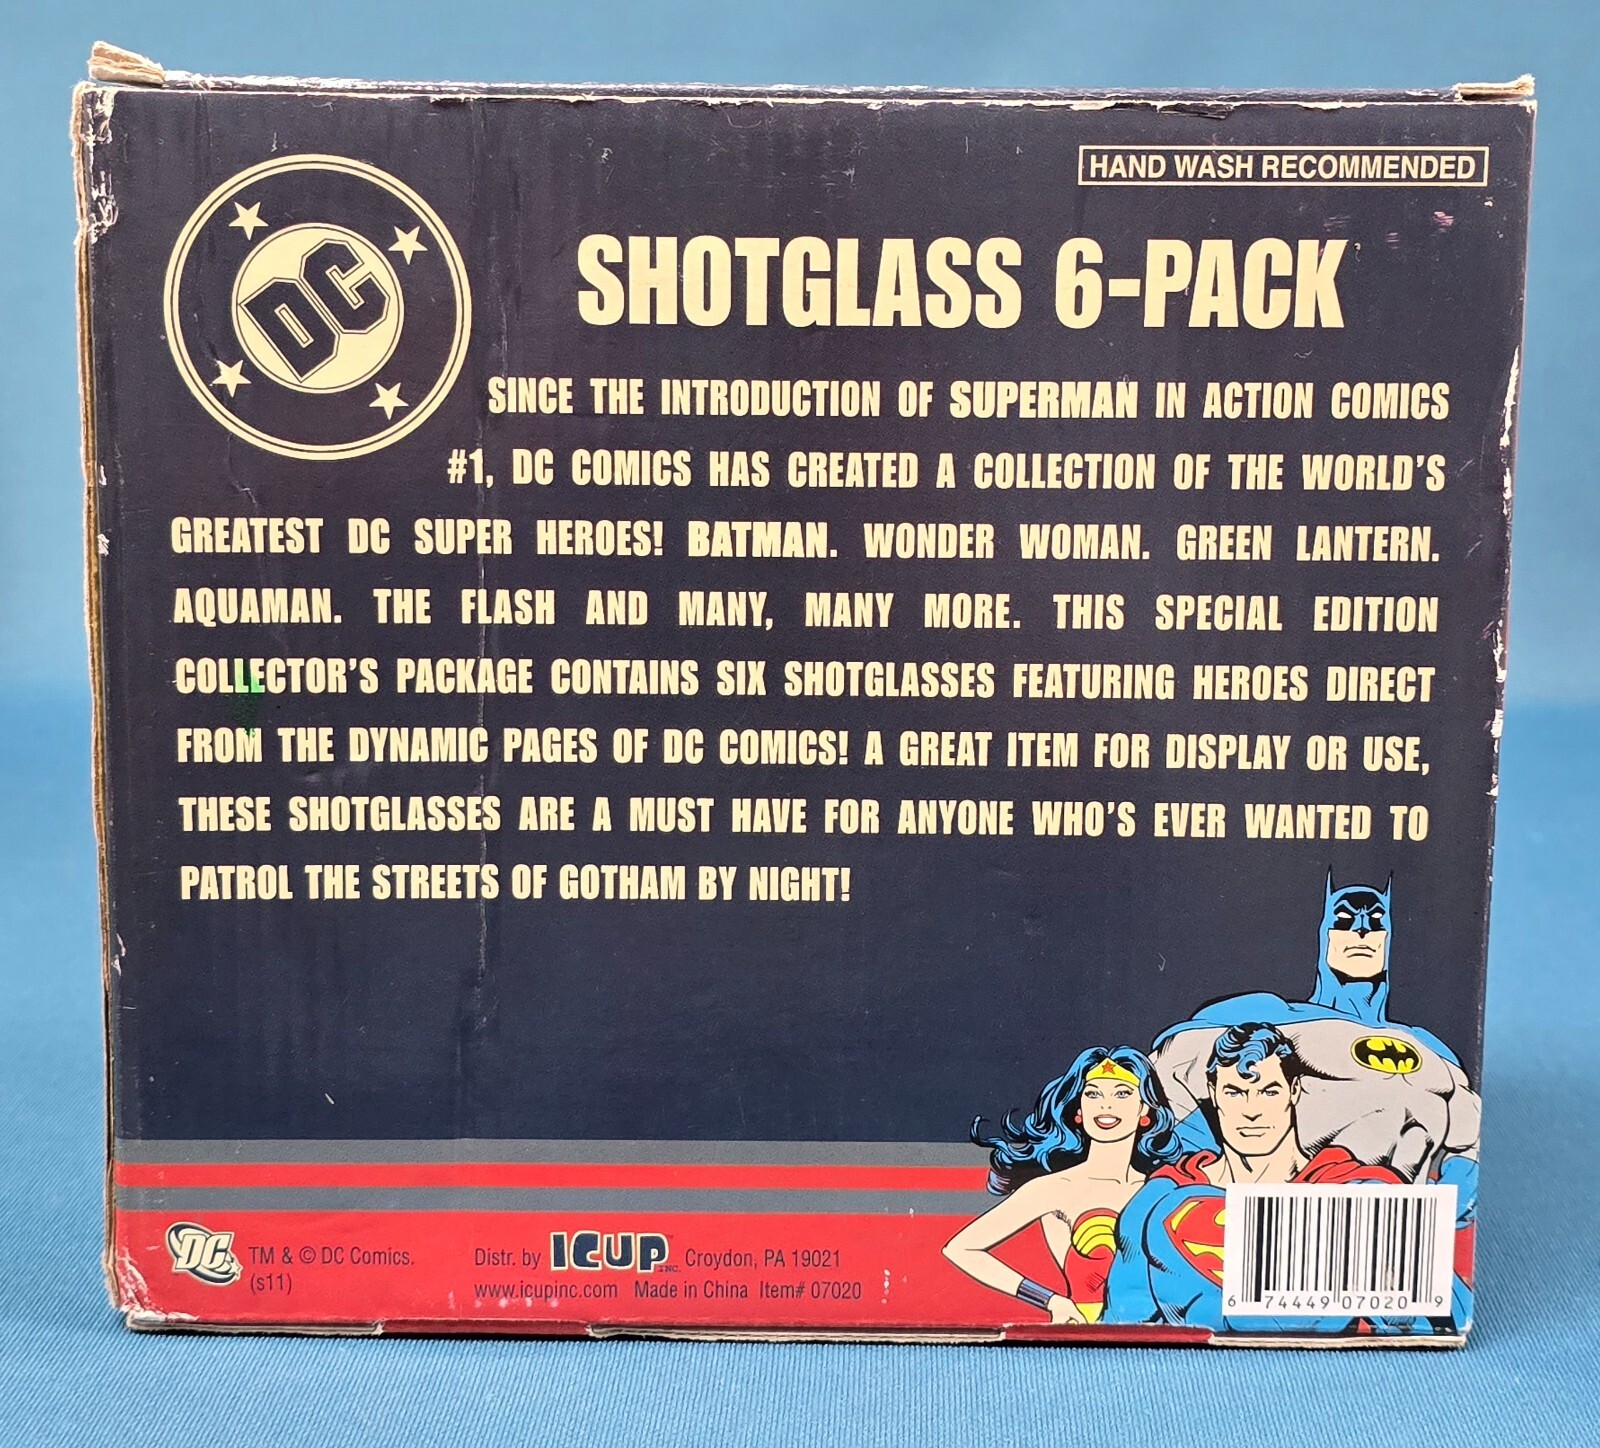 HAND WASH RECOMMENDED
DC
SHOTGLASS 6-PACK
SINCE THE INTRODUCTION OF SUPERMAN IN ACTION COMICS
#1, DC COMICS HAS CREATED A COLLECTION OF THE WORLD'S
GREATEST DC SUPER HEROES! BATMAN. WONDER WOMAN. GREEN LANTERN.
AQUAMAN. THE FLASH AND MANY, MANY MORE. THIS SPECIAL EDITION
COLLECTOR'S PACKAGE CONTAINS SIX SHOTGLASSES FEATURING HEROES DIRECT
FROM THE DYNAMIC PAGES OF DC COMICS! A GREAT ITEM FOR DISPLAY OR USE,
THESE SHOTGLASSES ARE A MUST HAVE FOR ANYONE WHO'S EVER WANTED TO
PATROL THE STREETS OF GOTHAM BY NIGHT!
DC TM & © DC Comics.
(s11)
Distr. by ICUP INC. Croydon, PA 19021
www.icupinc.com Made in China Item# 07020
6 74449 07020 9